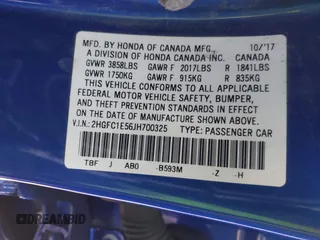 MFD. BY HONDA OF CANADA MFG., 10/'17
A DIVISION OF HONDA CANADA INC. CANADA
GVWR 3858LBS GAWR F 2017LBS R 1841LBS
GVWR 1750KG GAWR F 915KG R 835KG
THIS VEHICLE CONFORMS TO ALL APPLICABLE
FEDERAL MOTOR VEHICLE SAFETY, BUMPER,
AND THEFT PREVENTION STANDARDS IN EFFECT
ON THE DATE OF MANUFACTURE SHOWN ABOVE.
V.I.N.: 2HGFC1E56JH700325 TYPE: PASSENGER CAR
TBF J AB0 -B593M -Z -H
DREAMBID